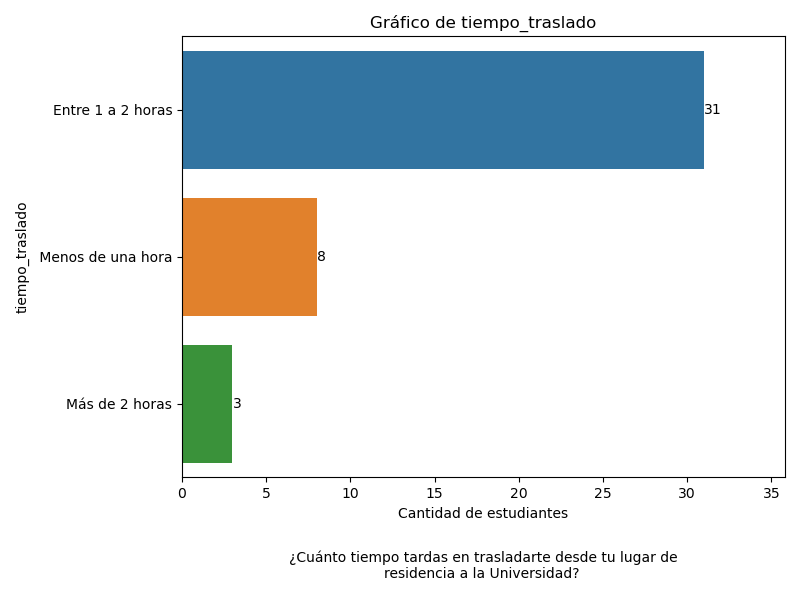 Gráfico de tiempo_traslado
tiempo_traslado
Entre 1 a 2 horas
31
Menos de una hora
8
Más de 2 horas
3
0 5 10 15 20 25 30 35
Cantidad de estudiantes
¿Cuánto tiempo tardas en trasladarte desde tu lugar de
residencia a la Universidad?